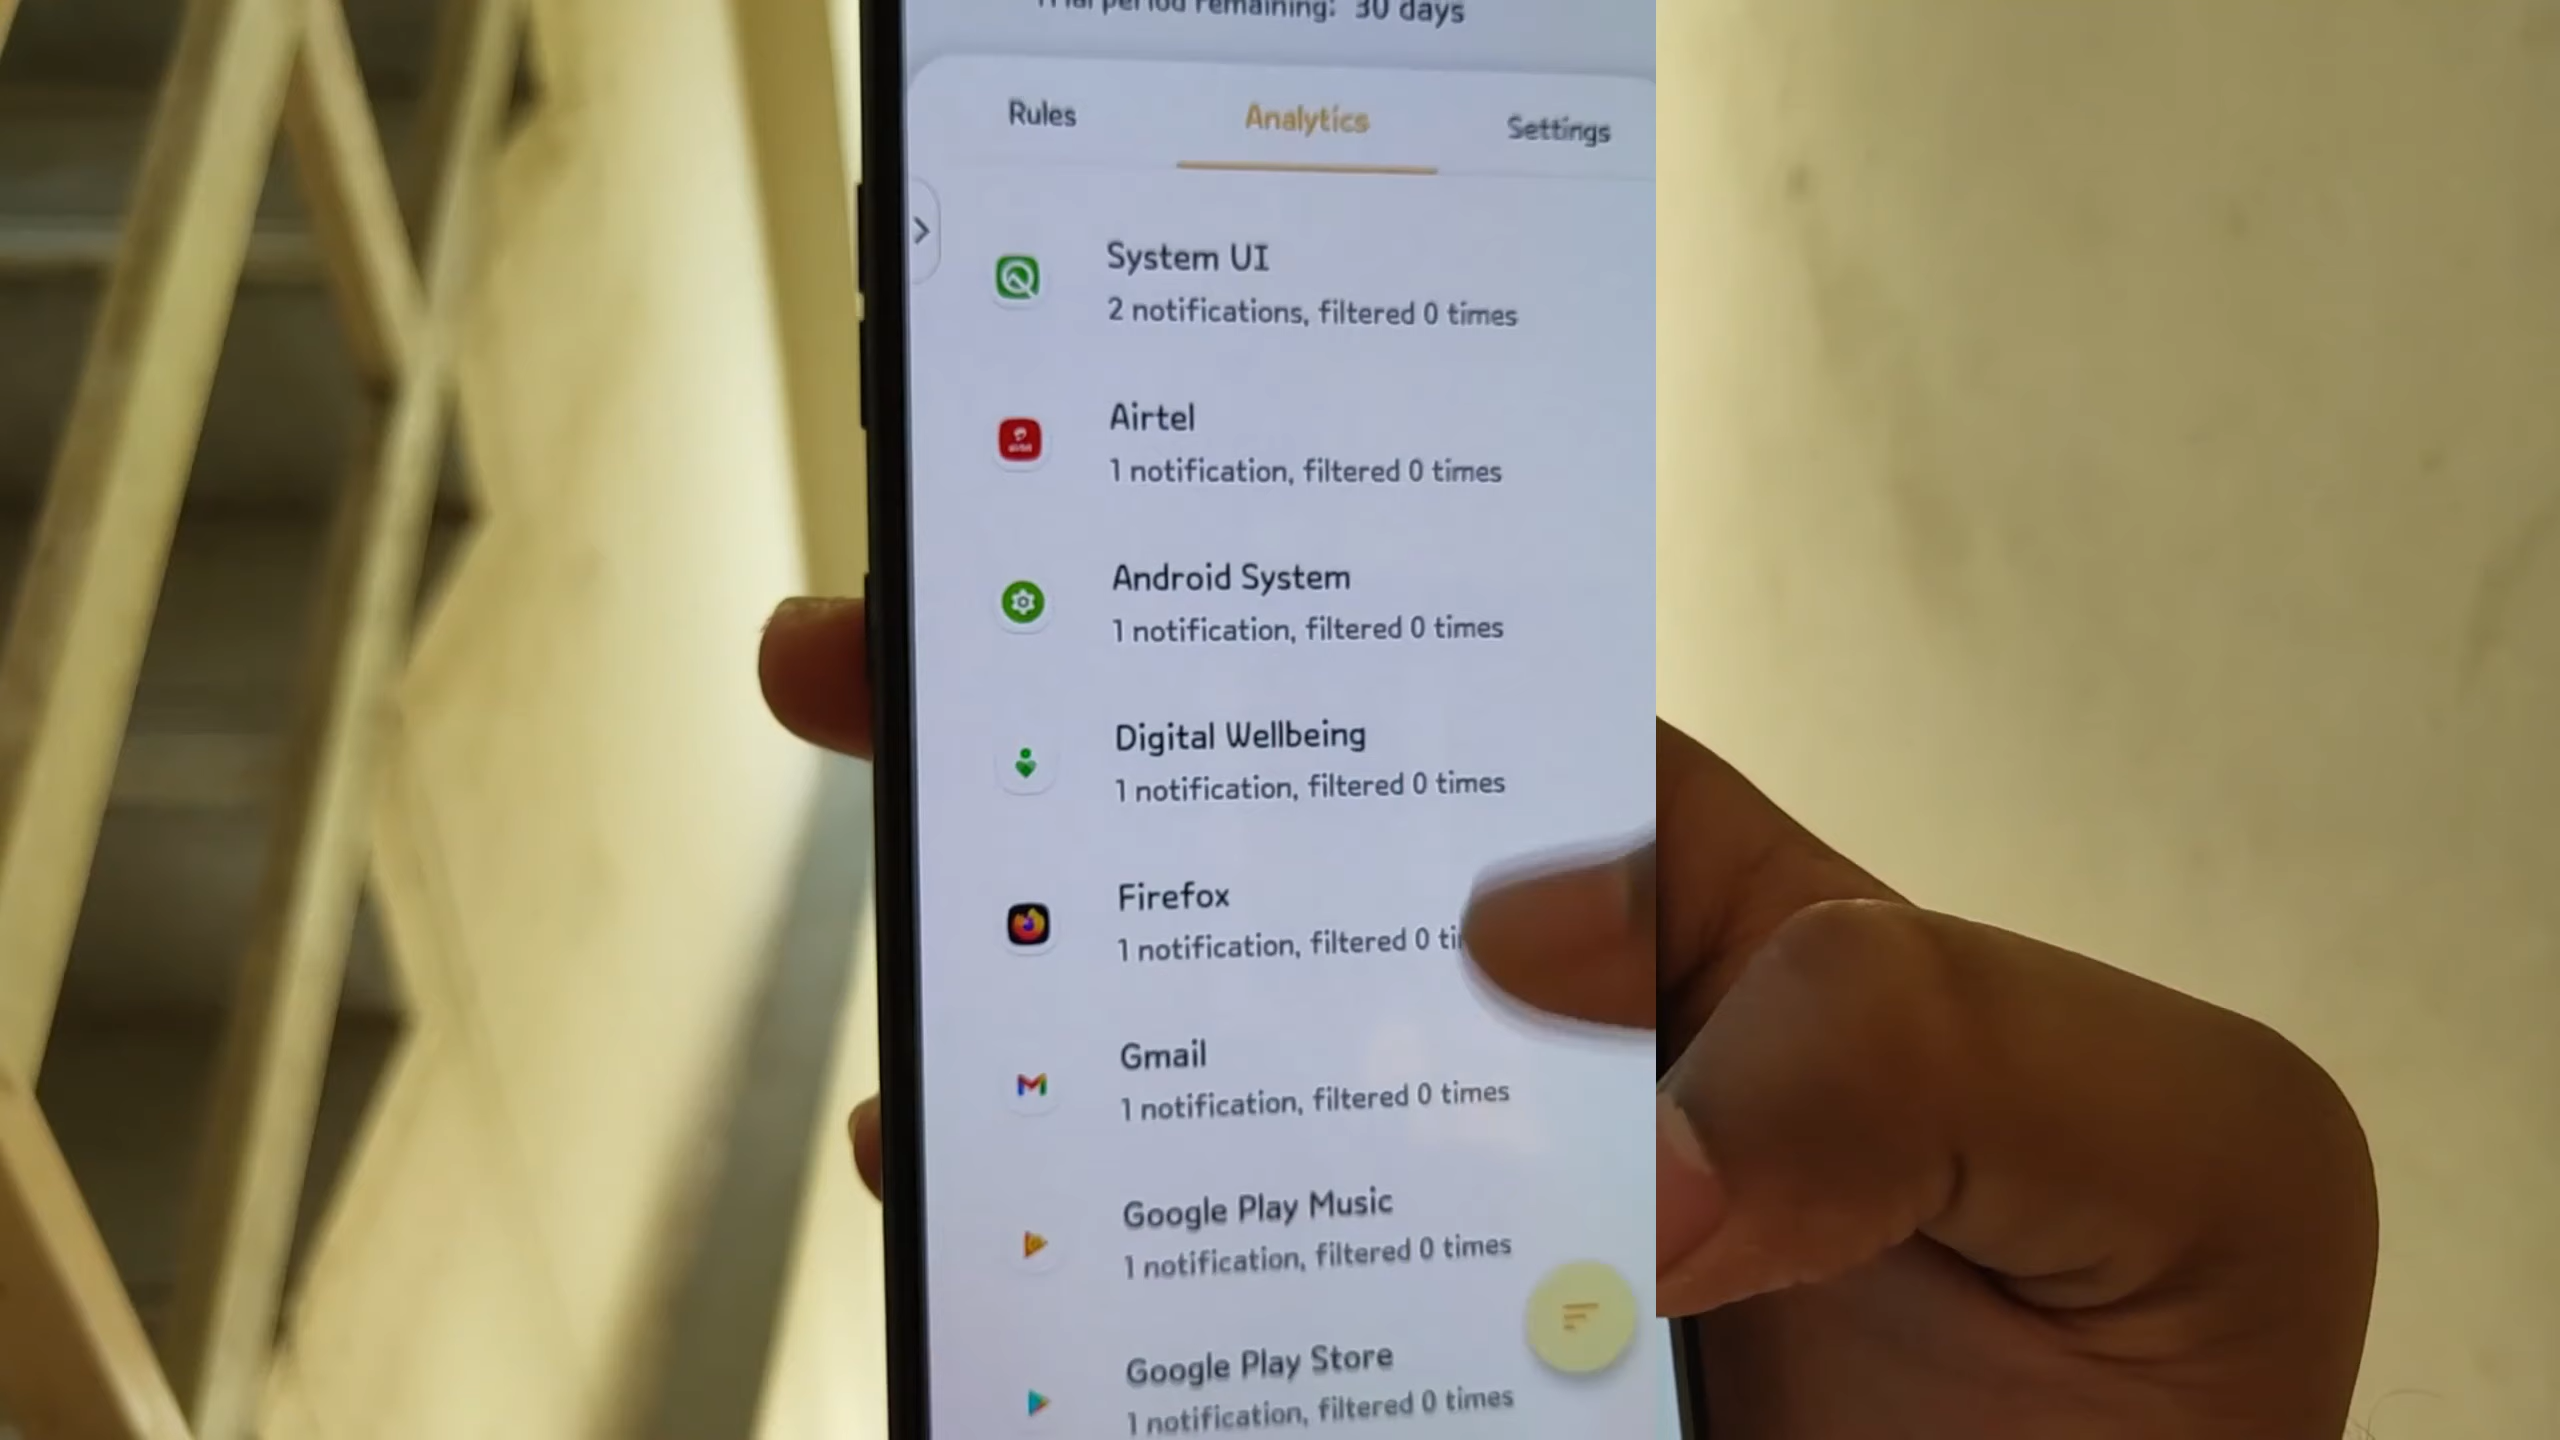 Trial period remaining: 30 days
Rules
Analytics
Settings
System UI
2 notifications, filtered 0 times
Airtel
1 notification, filtered 0 times
Android System
1 notification, filtered 0 times
Digital Wellbeing
1 notification, filtered 0 times
Firefox
1 notification, filtered 0
Gmail
1 notification, filtered 0 times
Google Play Music
1 notification, filtered 0 times
Google Play Store
1 notification, filtered 0 times